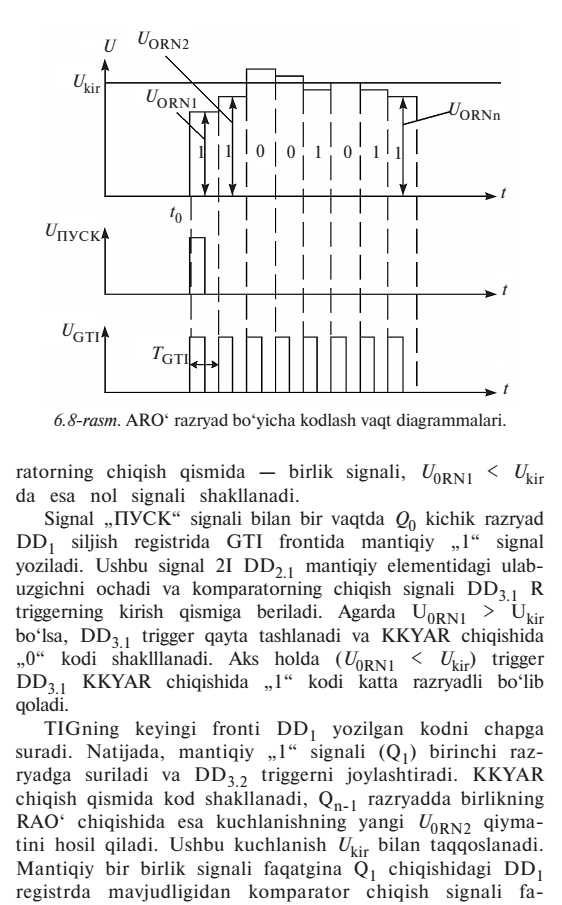 U
U_ORN2
U_kir
U_ORN1
U_ORNn
1 1 0 0 1 0 1 1
t
t_0
U_ПУСК
t
U_GTI
T_GTI
t
6.8-rasm. ARO‘ razryad bo‘yicha kodlash vaqt diagrammalari.
ratorning chiqish qismida — birlik signali, U_0RN1 < U_kir
da esa nol signali shakllanadi.
Signal „ПУСК“ signali bilan bir vaqtda Q_0 kichik razryad
DD_1 siljish registrida GTI frontida mantiqiy „1“ signal
yoziladi. Ushbu signal 2I DD_2.1 mantiqiy elementidagi ulab-
uzgichni ochadi va komparatorning chiqish signali DD_3.1 R
triggerning kirish qismiga beriladi. Agarda U_0RN1 > U_kir
bo‘lsa, DD_3.1 trigger qayta tashlanadi va KKYAR chiqishida
„0“ kodi shaklllanadi. Aks holda (U_0RN1 < U_kir) trigger
DD_3.1 KKYAR chiqishida „1“ kodi katta razryadli bo‘lib
qoladi.
TIGning keyingi fronti DD_1 yozilgan kodni chapga
suradi. Natijada, mantiqiy „1“ signali (Q_1) birinchi raz-
ryadga suriladi va DD_3.2 triggerni joylashtiradi. KKYAR
chiqish qismida kod shakllanadi, Q_n-1 razryadda birlikning
RAO‘ chiqishida esa kuchlanishning yangi U_0RN2 qiyma-
tini hosil qiladi. Ushbu kuchlanish U_kir bilan taqqoslanadi.
Mantiqiy bir birlik signali faqatgina Q_1 chiqishidagi DD_1
registrda mavjudligidan komparator chiqish signali fa-